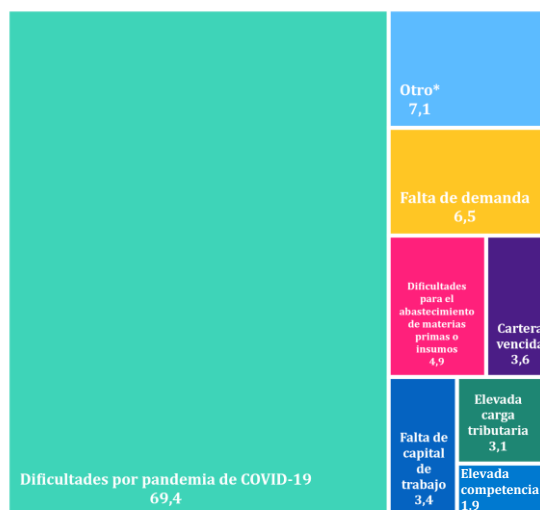 Dificultades por pandemia de COVID-19
69,4
Otro*
7,1
Falta de demanda
6,5
Dificultades
para el
abastecimiento
de materias
primas o
insumos
4,9
Cartera
vencida
3,6
Falta de
capital
de
trabajo
3,4
Elevada
carga
tributaria
3,1
Elevada
competencia
1,9